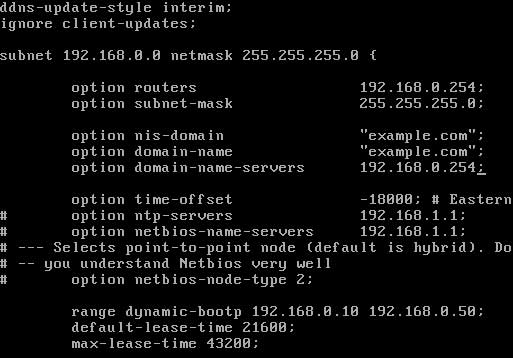 ddns-update-style interim;
ignore client-updates;
subnet 192.168.0.0 netmask 255.255.255.0 {
option routers 192.168.0.254;
option subnet-mask 255.255.255.0;
option nis-domain "example.com";
option domain-name "example.com";
option domain-name-servers 192.168.0.254;
option time-offset -18000; # Eastern
# option ntp-servers 192.168.1.1;
# option netbios-name-servers 192.168.1.1;
# --- Selects point-to-point node (default is hybrid). Do
# -- you understand Netbios very well
# option netbios-node-type 2;
range dynamic-bootp 192.168.0.10 192.168.0.50;
default-lease-time 21600;
max-lease-time 43200;